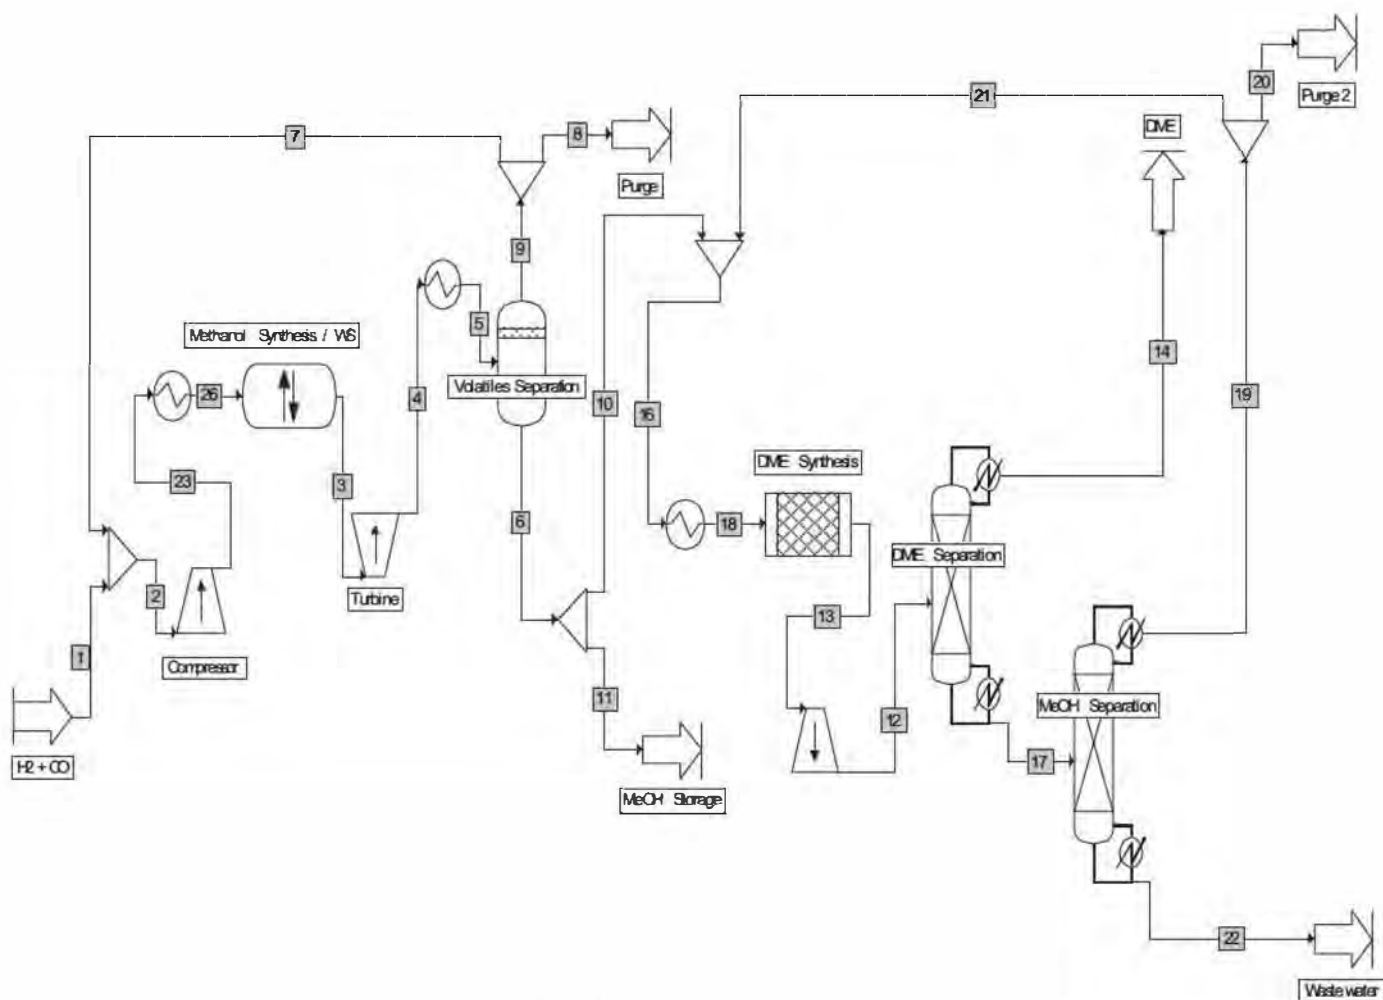 20
Purge 2
21
DME
7
8
Purge
9
Methanol Synthesis / WS
5
14
26
4
Volatiles Separation
10
19
16
DME Synthesis
23
3
6
18
DME Separation
2
Turbine
13
1
Compressor
11
12
MeOH Separation
H2 + CO
17
MeOH Storage
22
Waste water